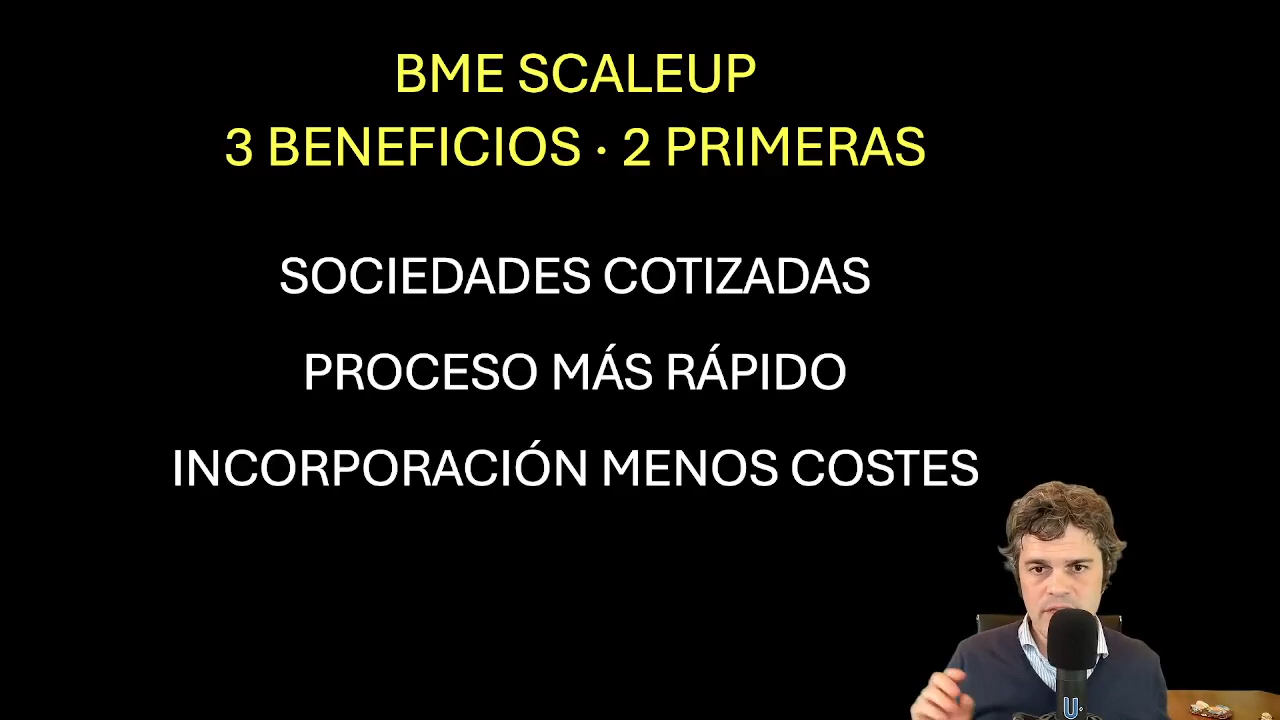 BME SCALEUP
3 BENEFICIOS · 2 PRIMERAS
SOCIEDADES COTIZADAS
PROCESO MÁS RÁPIDO
INCORPORACIÓN MENOS COSTES
U